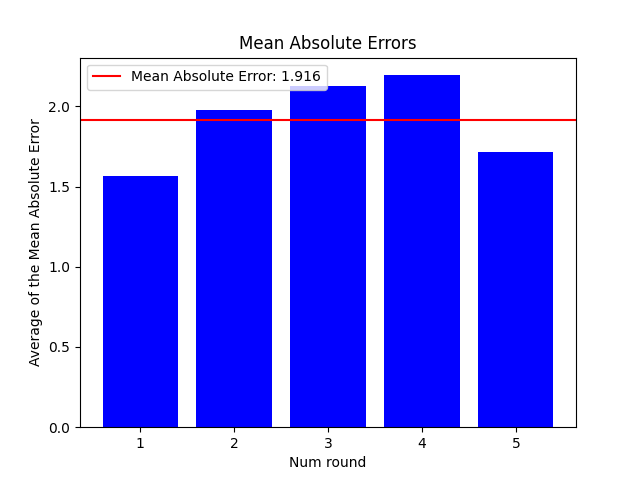 Mean Absolute Errors
Mean Absolute Error: 1.916
Average of the Mean Absolute Error
2.0
1.5
1.0
0.5
0.0
1 2 3 4 5
Num round